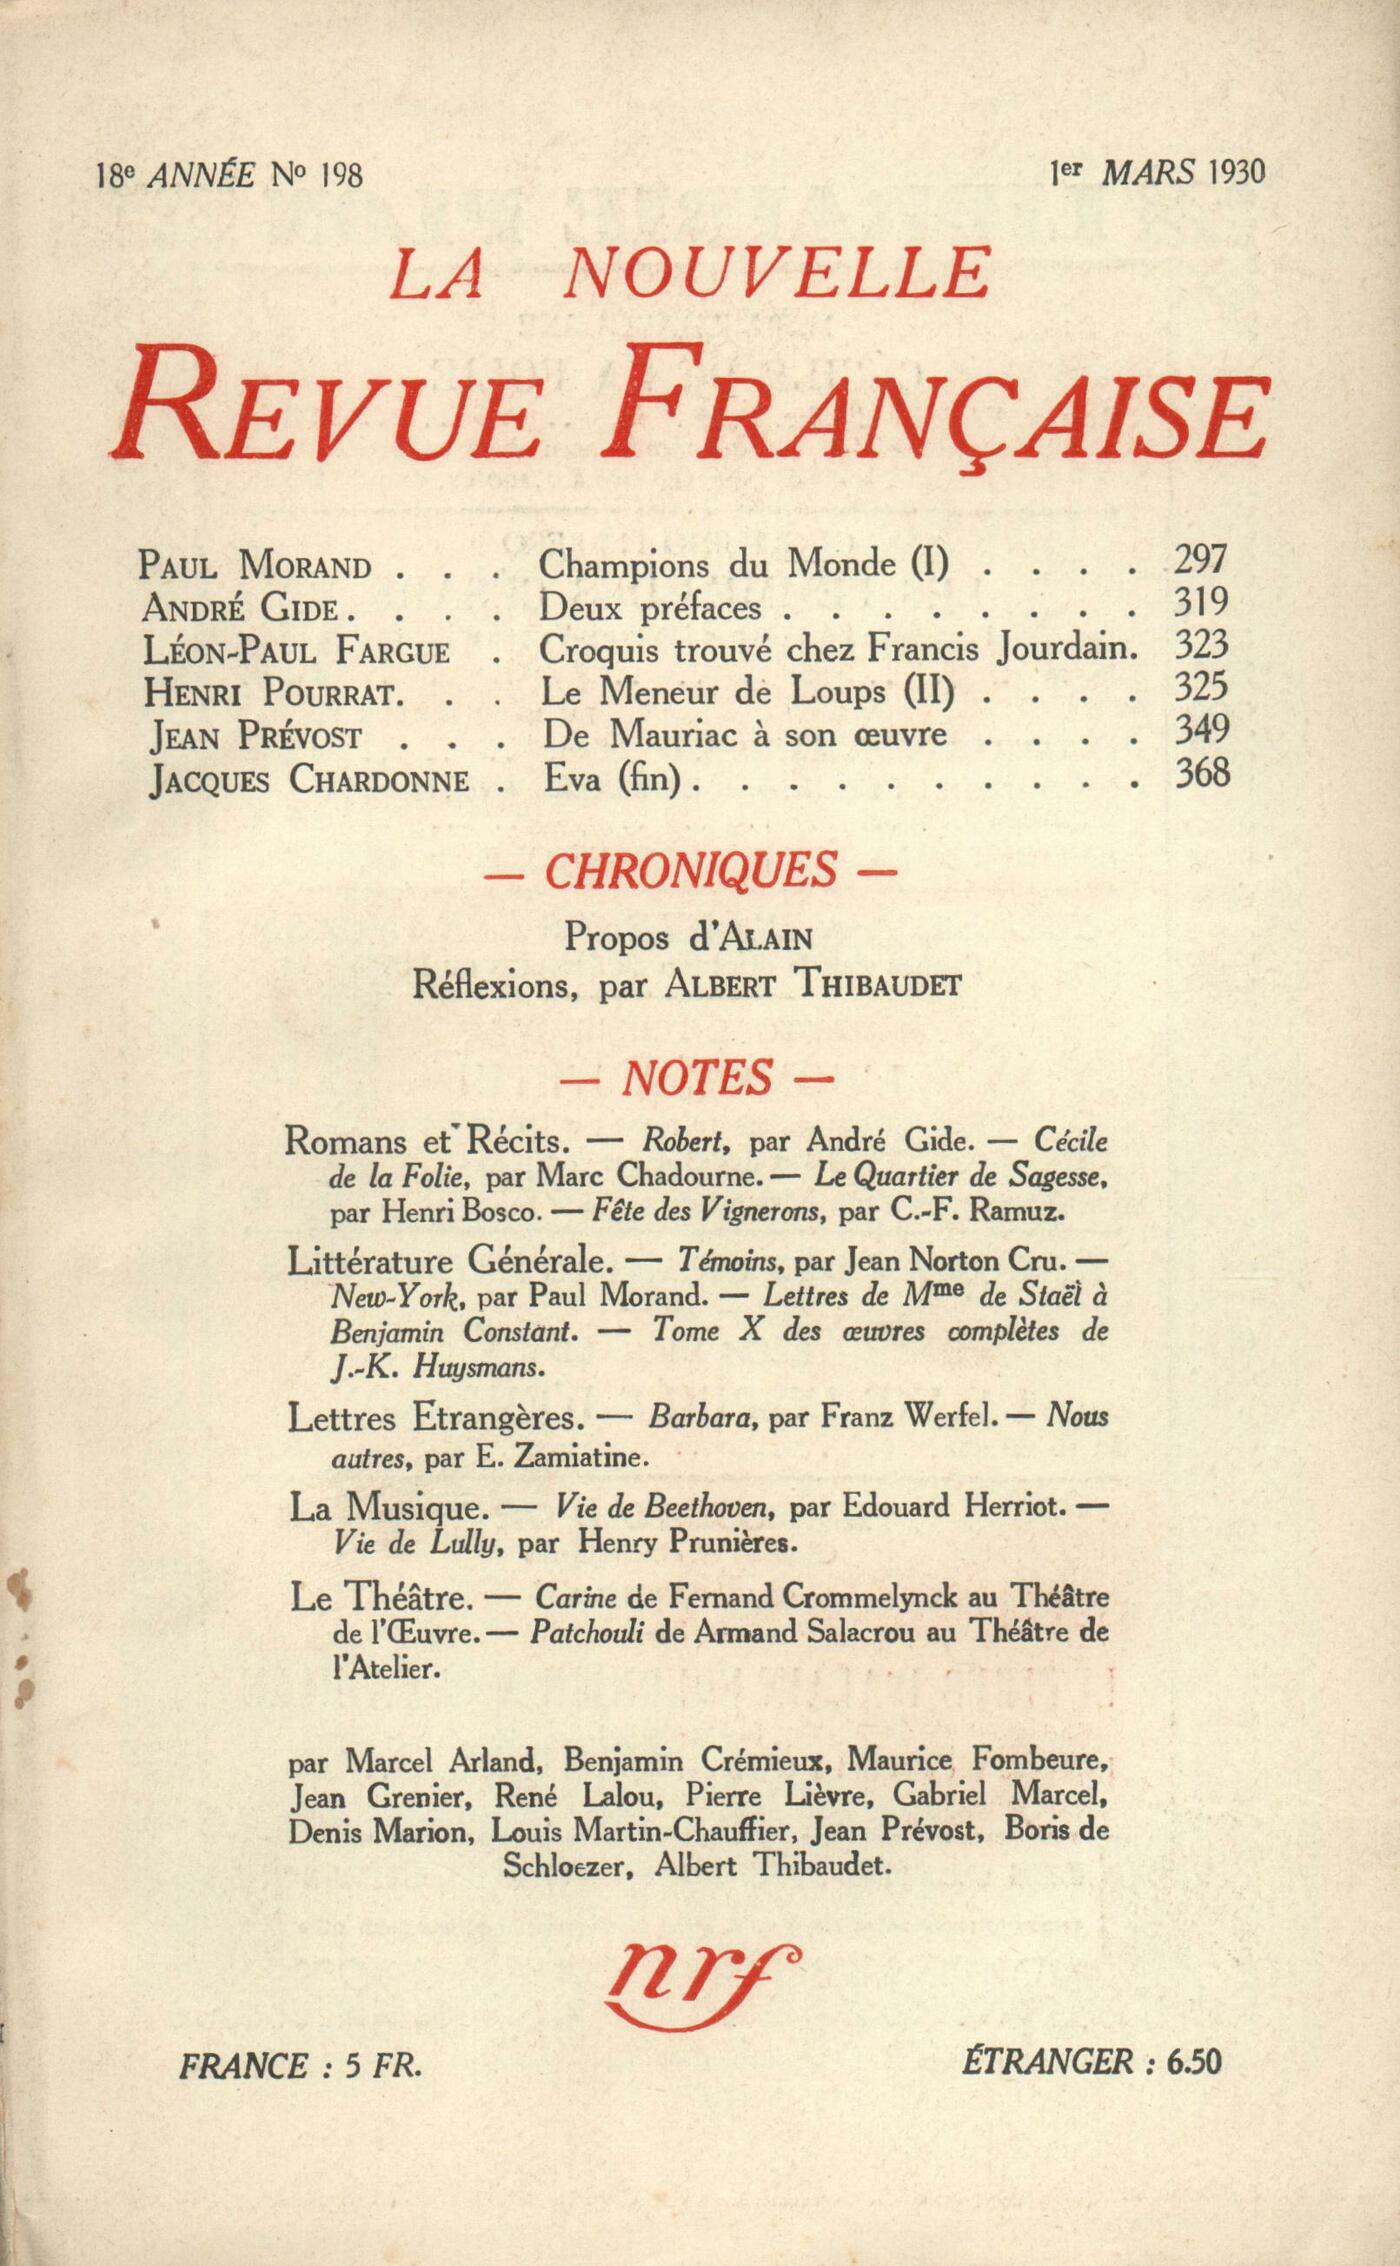 18e ANNÉE No 198 1er MARS 1930
LA NOUVELLE
REVUE FRANÇAISE
PAUL MORAND . . . Champions du Monde (I) . . . . 297
ANDRÉ GIDE. . . . Deux préfaces . . . . . . . . 319
LÉON-PAUL FARGUE . Croquis trouvé chez Francis Jourdain. 323
HENRI POURRAT. . . Le Meneur de Loups (II) . . . . 325
JEAN PRÉVOST . . . De Mauriac à son œuvre . . . . 349
JACQUES CHARDONNE . Eva (fin) . . . . . . . . . . 368
— CHRONIQUES —
Propos d'ALAIN
Réflexions, par ALBERT THIBAUDET
— NOTES —
Romans et Récits. — Robert, par André Gide. — Cécile
de la Folie, par Marc Chadourne. — Le Quartier de Sagesse,
par Henri Bosco. — Fête des Vignerons, par C.-F. Ramuz.
Littérature Générale. — Témoins, par Jean Norton Cru. —
New-York, par Paul Morand. — Lettres de Mme de Staël à
Benjamin Constant. — Tome X des œuvres complètes de
J.-K. Huysmans.
Lettres Etrangères. — Barbara, par Franz Werfel. — Nous
autres, par E. Zamiatine.
La Musique. — Vie de Beethoven, par Edouard Herriot. —
Vie de Lully, par Henry Prunières.
Le Théâtre. — Carine de Fernand Crommelynck au Théâtre
de l'Œuvre. — Patchouli de Armand Salacrou au Théâtre de
l'Atelier.
par Marcel Arland, Benjamin Crémieux, Maurice Fombeure,
Jean Grenier, René Lalou, Pierre Lièvre, Gabriel Marcel,
Denis Marion, Louis Martin-Chauffier, Jean Prévost, Boris de
Schloezer, Albert Thibaudet.
nrf
FRANCE : 5 FR. ÉTRANGER : 6.50